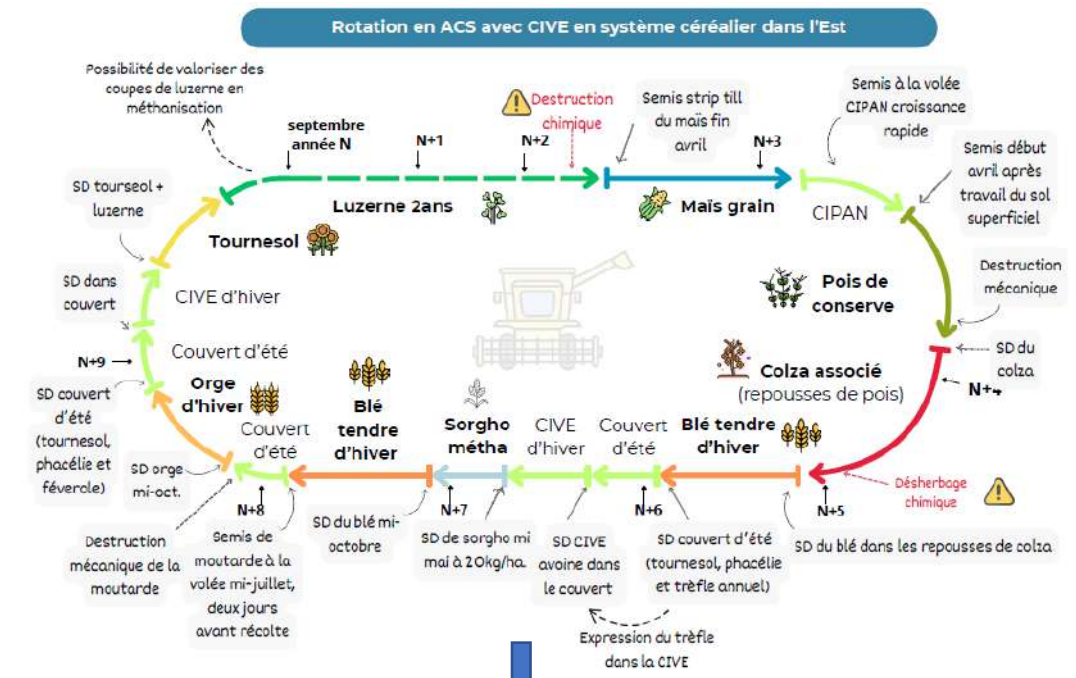 Rotation en ACS avec CIVE en système céréalier dans l'Est
Possibilité de valoriser des
coupes de luzerne en
méthanisation
septembre
année N
N+1
N+2
Destruction
chimique
Semis strip till
du maïs fin
avril
N+3
Semis à la volée
CIPAN croissance
rapide
Semis début
avril après
travail du sol
superficiel
SD tourseol +
luzerne
Luzerne 2ans
Maïs grain
CIPAN
Tournesol
SD dans
couvert
CIVE d'hiver
Pois de
conserve
Destruction
mécanique
N+9
Couvert d'été
SD du
colza
N+4
Colza associé
(repousses de pois)
SD couvert
d'été
(tournesol,
phacélie et
féverole)
Orge
d'hiver
Couvert
d'été
Blé
tendre
d'hiver
Sorgho
métha
CIVE
d'hiver
Couvert
d'été
Blé tendre
d'hiver
SD orge
mi-oct.
Désherbage
chimique
N+8
N+7
N+6
N+5
Destruction
mécanique de la
moutarde
Semis de
moutarde à la
volée mi-juillet,
deux jours
avant récolte
SD du blé mi-
octobre
SD de sorgho mi
mai à 20kg/ha.
SD CIVE
avoine dans
le couvert
SD couvert d'été
(tournesol, phacélie
et trèfle annuel)
SD du blé dans les repousses de colza
Expression du trèfle
dans la CIVE